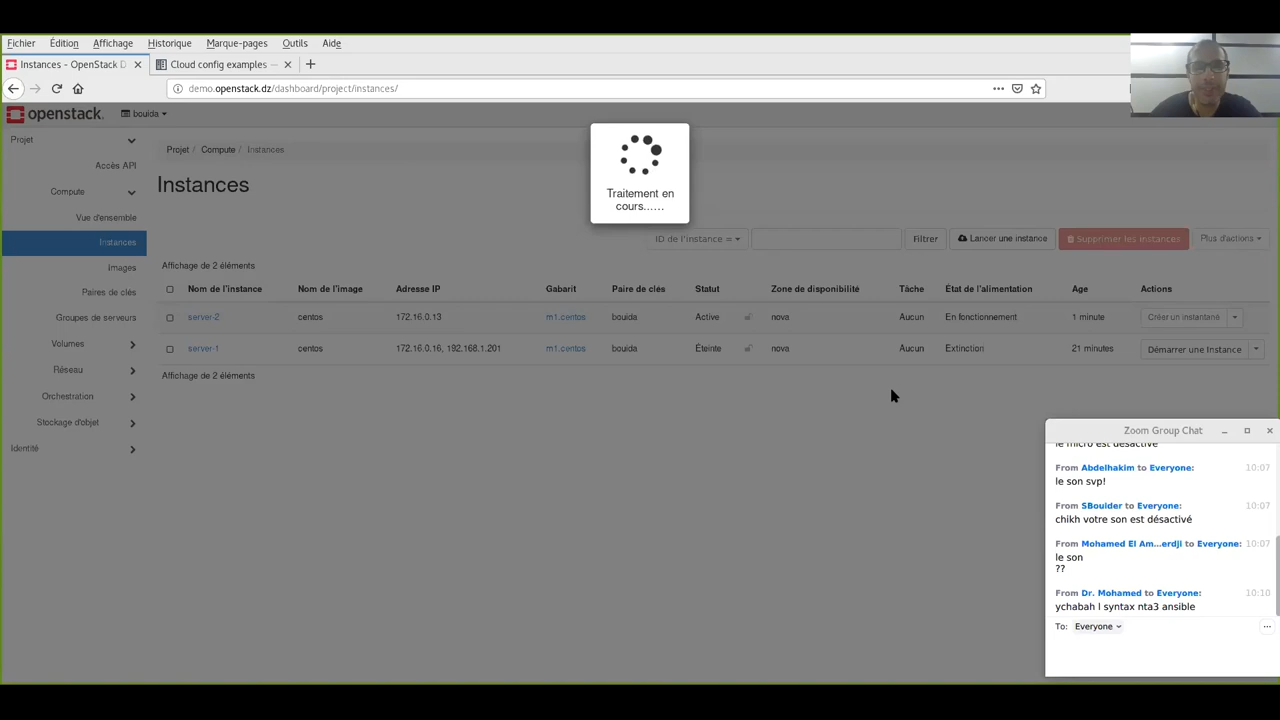 Fichier Édition Affichage Historique Marque-pages Outils Aide
Instances - OpenStack D × Cloud config examples — × +
demo.openstack.dz/dashboard/project/instances/
openstack. bouida
Projet
Accès API
Compute
Vue d'ensemble
Instances
Images
Paires de clés
Groupes de serveurs
Volumes
Réseau
Orchestration
Stockage d'objet
Identité
Projet / Compute / Instances
Instances
Traitement en
cours......
ID de l'instance = Filtrer Lancer une instance Supprimer les instances Plus d'actions
Affichage de 2 éléments
Nom de l'instance Nom de l'image Adresse IP Gabarit Paire de clés Statut Zone de disponibilité Tâche État de l'alimentation Age Actions
server-2 centos 172.16.0.13 m1.centos bouida Active nova Aucun En fonctionnement 1 minute Créer un instantané
server-1 centos 172.16.0.16, 192.168.1.201 m1.centos bouida Éteinte nova Aucun Extinction 21 minutes Démarrer une Instance
Affichage de 2 éléments
Zoom Group Chat
le micro est désactivé
From Abdelhakim to Everyone: 10:07
le son svp!
From SBouider to Everyone: 10:07
chikh votre son est désactivé
From Mohamed El Am...erdji to Everyone: 10:07
le son
??
From Dr. Mohamed to Everyone: 10:10
ychabah l syntax nta3 ansible
To: Everyone